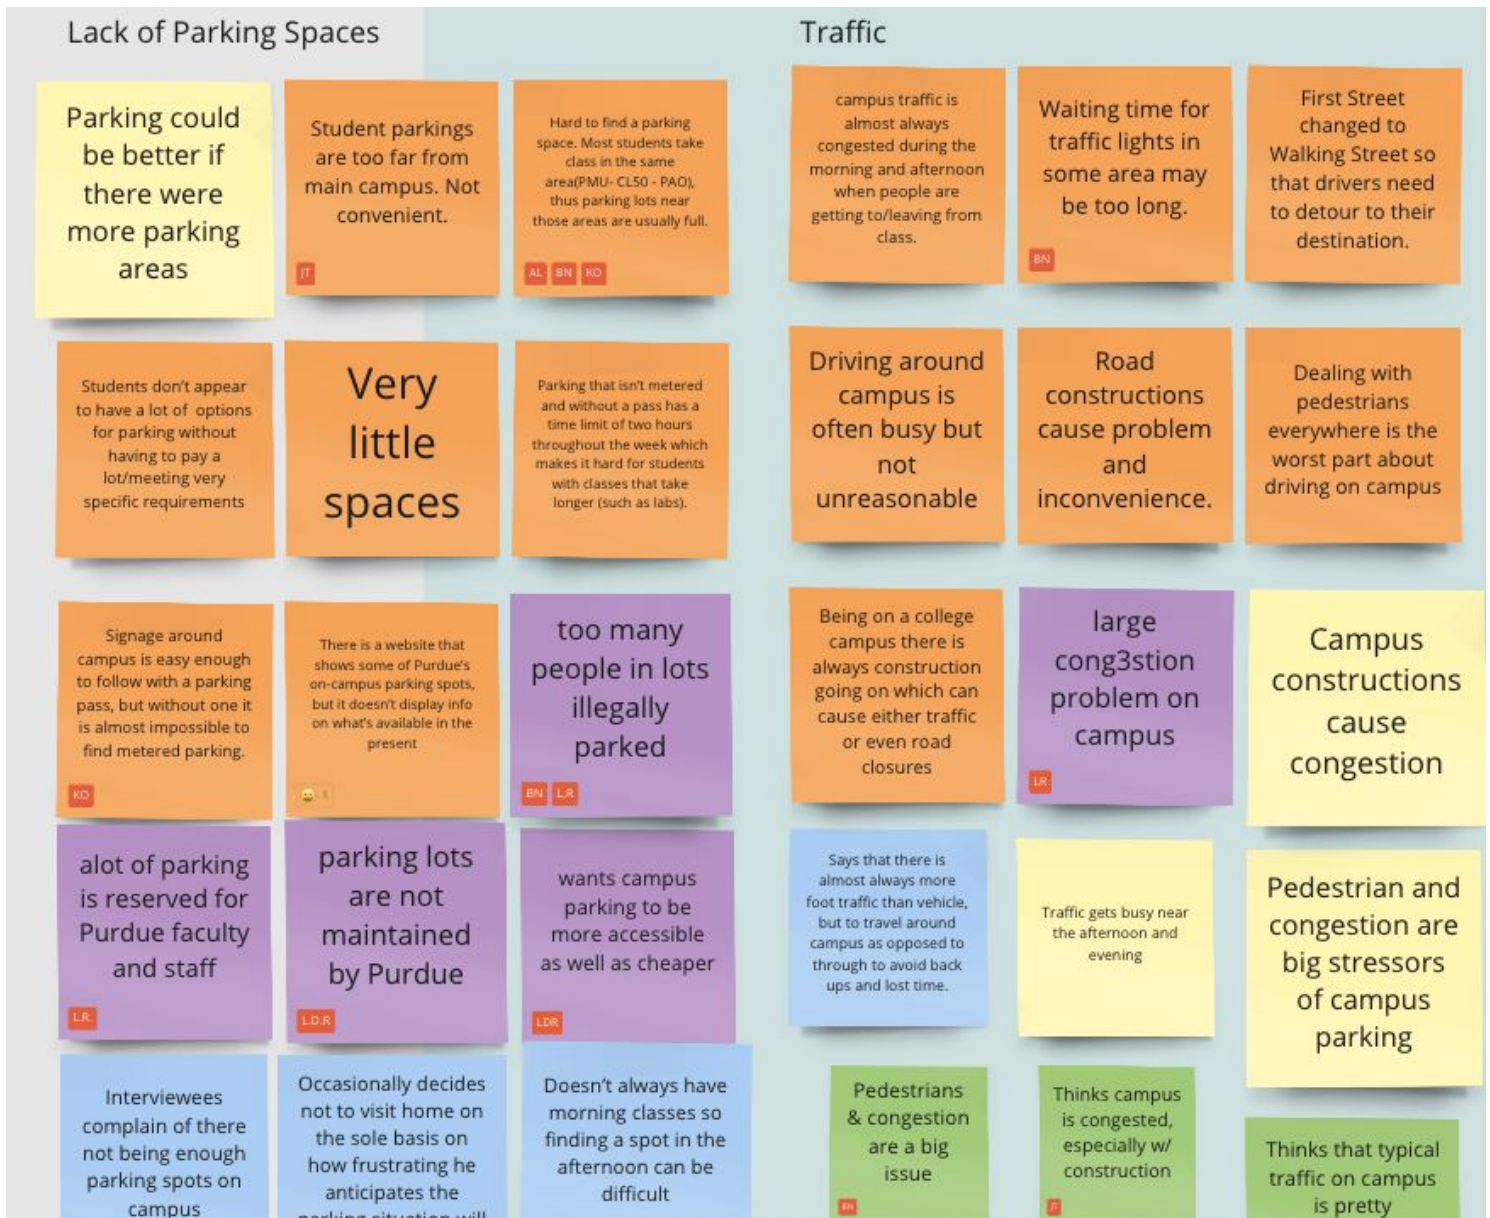 Lack of Parking Spaces
Traffic
Parking could
be better if
there were
more parking
areas
Student parkings
are too far from
main campus. Not
convenient.
JT
Hard to find a parking
space. Most students take
class in the same
area(PMU- CL50 - PAO),
thus parking lots near
those areas are usually full.
AL BN KO
campus traffic is
almost always
congested during the
morning and afternoon
when people are
getting to/leaving from
class.
Waiting time for
traffic lights in
some area may
be too long.
BN
First Street
changed to
Walking Street so
that drivers need
to detour to their
destination.
Students don't appear
to have a lot of options
for parking without
having to pay a
lot/meeting very
specific requirements
Very
little
spaces
Parking that isn't metered
and without a pass has a
time limit of two hours
throughout the week which
makes it hard for students
with classes that take
longer (such as labs).
Driving around
campus is
often busy but
not
unreasonable
Road
constructions
cause problem
and
inconvenience.
Dealing with
pedestrians
everywhere is the
worst part about
driving on campus
Signage around
campus is easy enough
to follow with a parking
pass, but without one it
is almost impossible to
find metered parking.
KO
There is a website that
shows some of Purdue's
on-campus parking spots,
but it doesn't display info
on what's available in the
present
1
too many
people in lots
illegally
parked
BN L.R
Being on a college
campus there is
always construction
going on which can
cause either traffic
or even road
closures
large
cong3stion
problem on
campus
LR
Campus
constructions
cause
congestion
alot of parking
is reserved for
Purdue faculty
and staff
L.R.
parking lots
are not
maintained
by Purdue
L.D.R
wants campus
parking to be
more accessible
as well as cheaper
LDR
Says that there is
almost always more
foot traffic than vehicle,
but to travel around
campus as opposed to
through to avoid back
ups and lost time.
Traffic gets busy near
the afternoon and
evening
Pedestrian and
congestion are
big stressors
of campus
parking
Interviewees
complain of there
not being enough
parking spots on
campus
Occasionally decides
not to visit home on
the sole basis on
how frustrating he
anticipates the
parking situation will
Doesn't always have
morning classes so
finding a spot in the
afternoon can be
difficult
Pedestrians
& congestion
are a big
issue
BN
Thinks campus
is congested,
especially w/
construction
JT
Thinks that typical
traffic on campus
is pretty